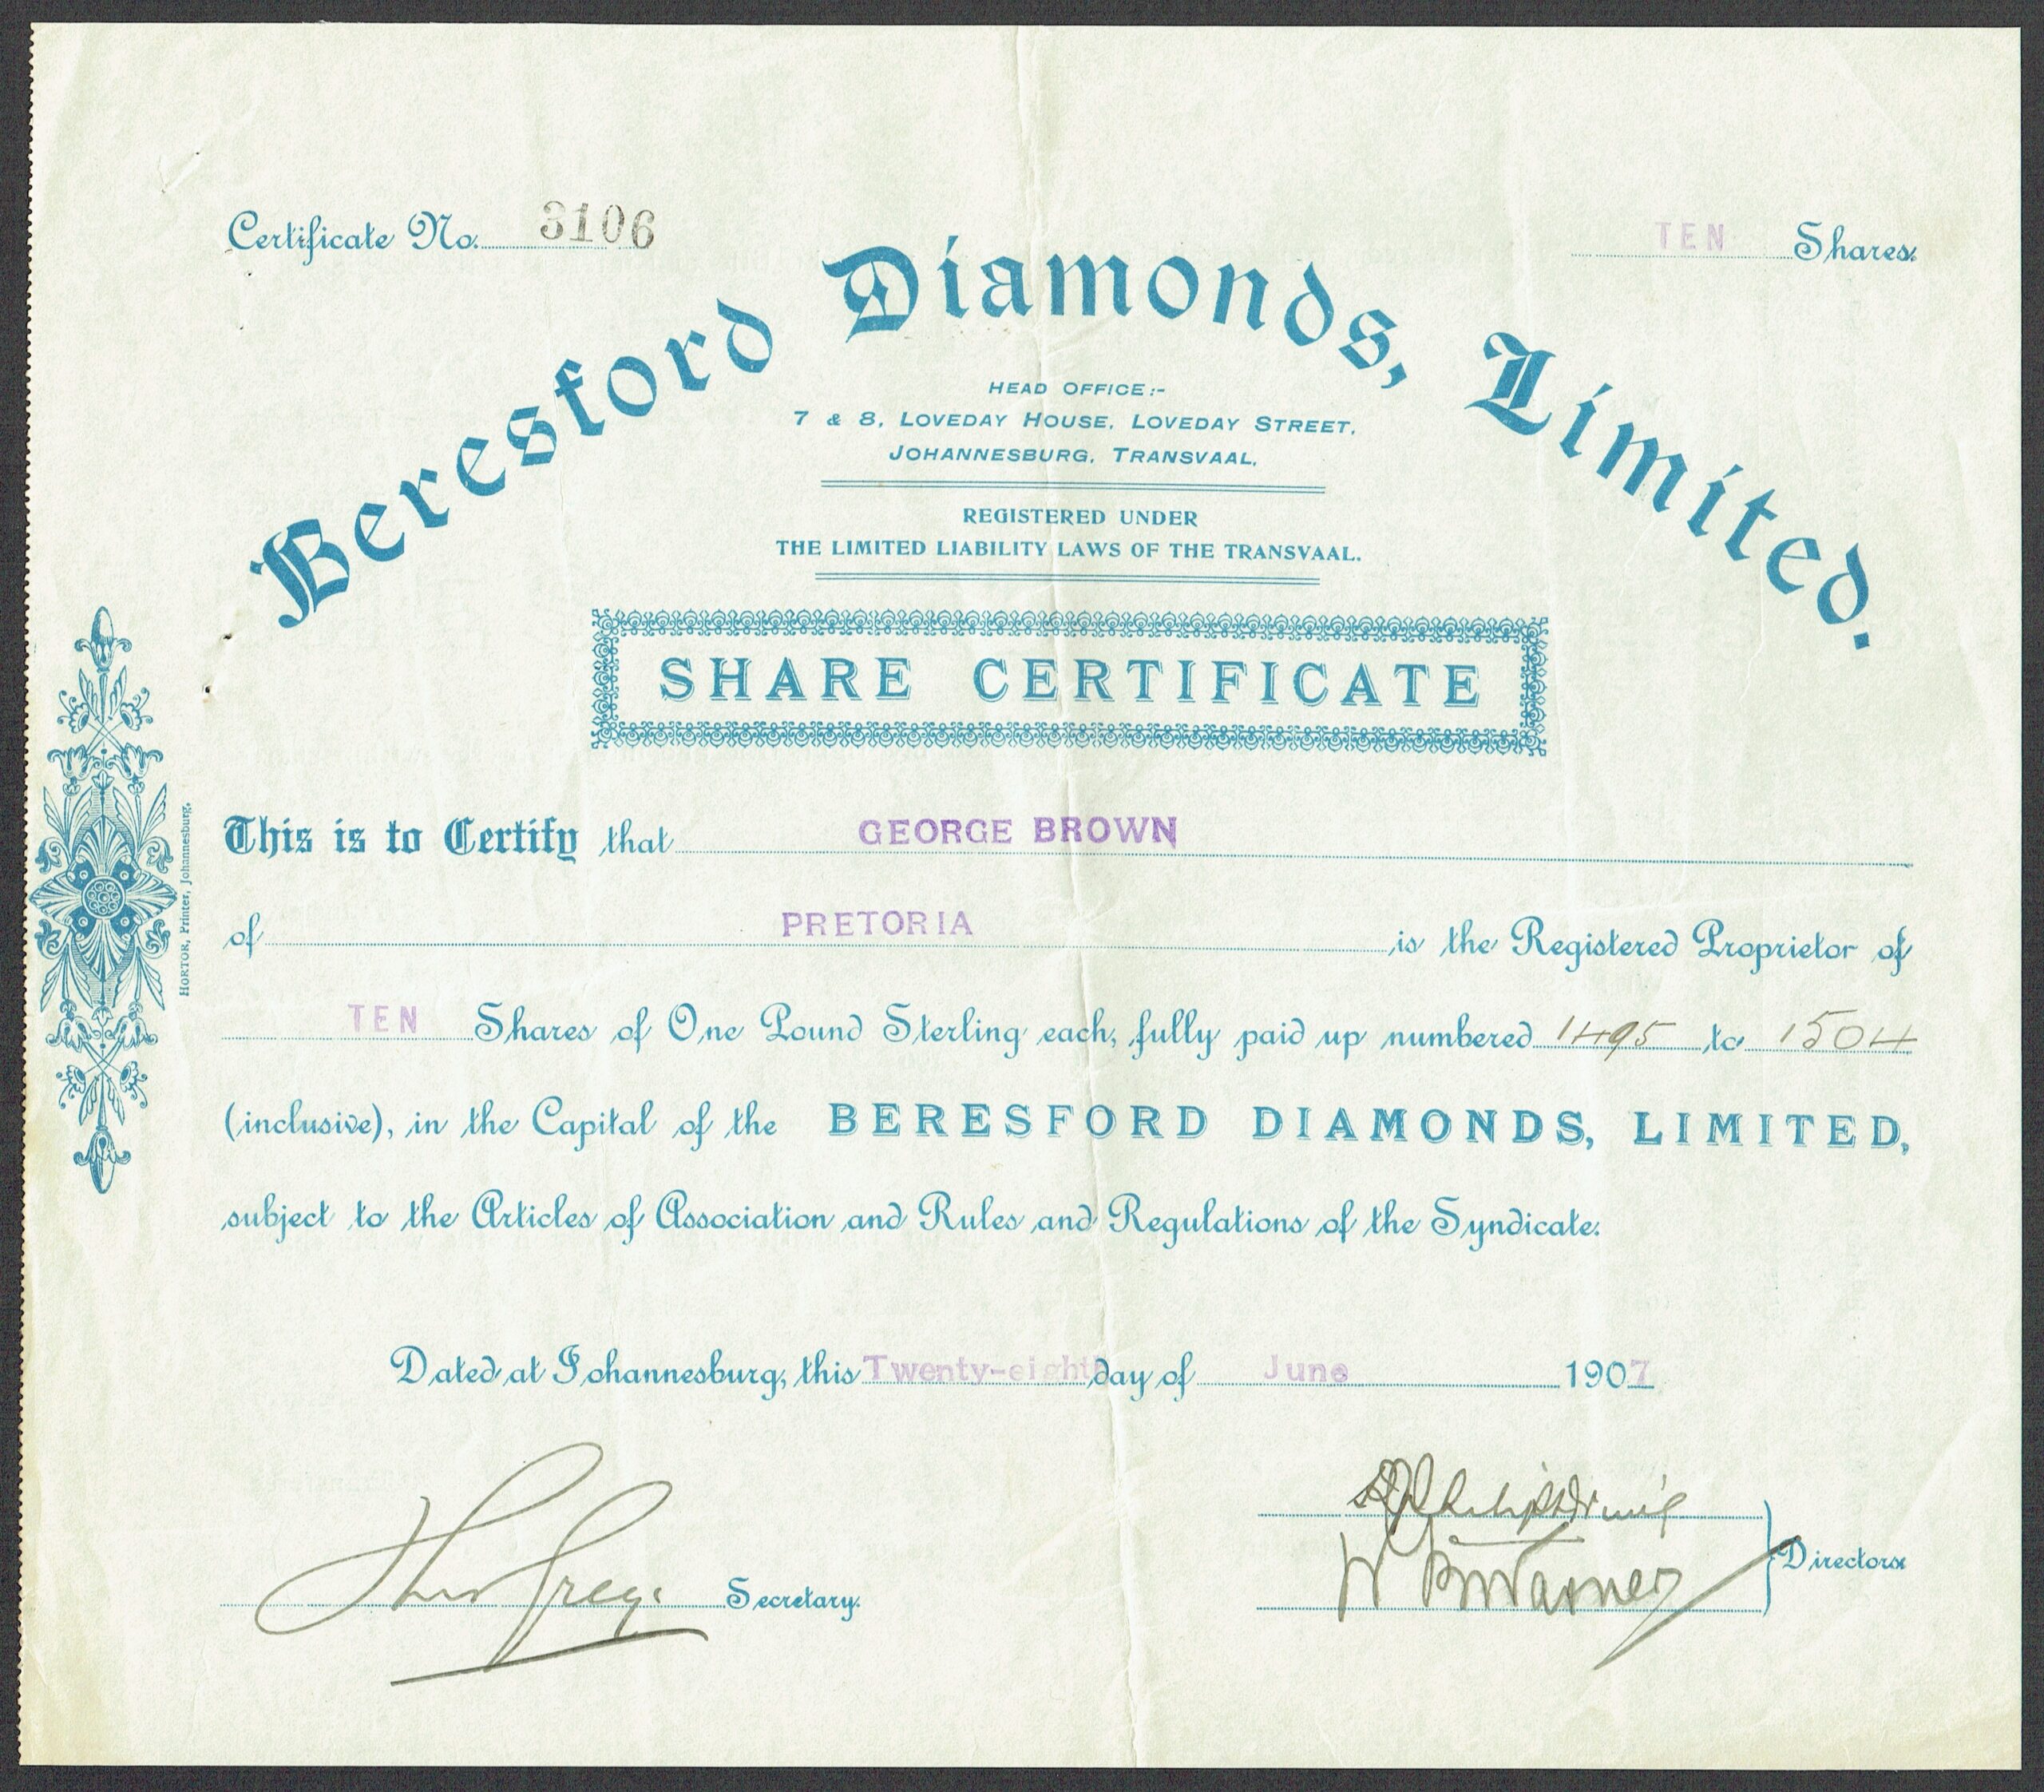 Certificate No. 3106
TEN Shares.
Beresford Diamonds, Limited.
HEAD OFFICE:-
7 & 8, LOVEDAY HOUSE, LOVEDAY STREET,
JOHANNESBURG, TRANSVAAL.
REGISTERED UNDER
THE LIMITED LIABILITY LAWS OF THE TRANSVAAL.
SHARE CERTIFICATE
This is to Certify that GEORGE BROWN
of PRETORIA is the Registered Proprietor of
TEN Shares of One Pound Sterling each, fully paid up numbered 1495 to 1504
(inclusive), in the Capital of the BERESFORD DIAMONDS, LIMITED,
subject to the Articles of Association and Rules and Regulations of the Syndicate.
Dated at Johannesburg, this Twenty-eighth day of June 1907
Secretary.
Directors
HORTOR, Printer, Johannesburg.